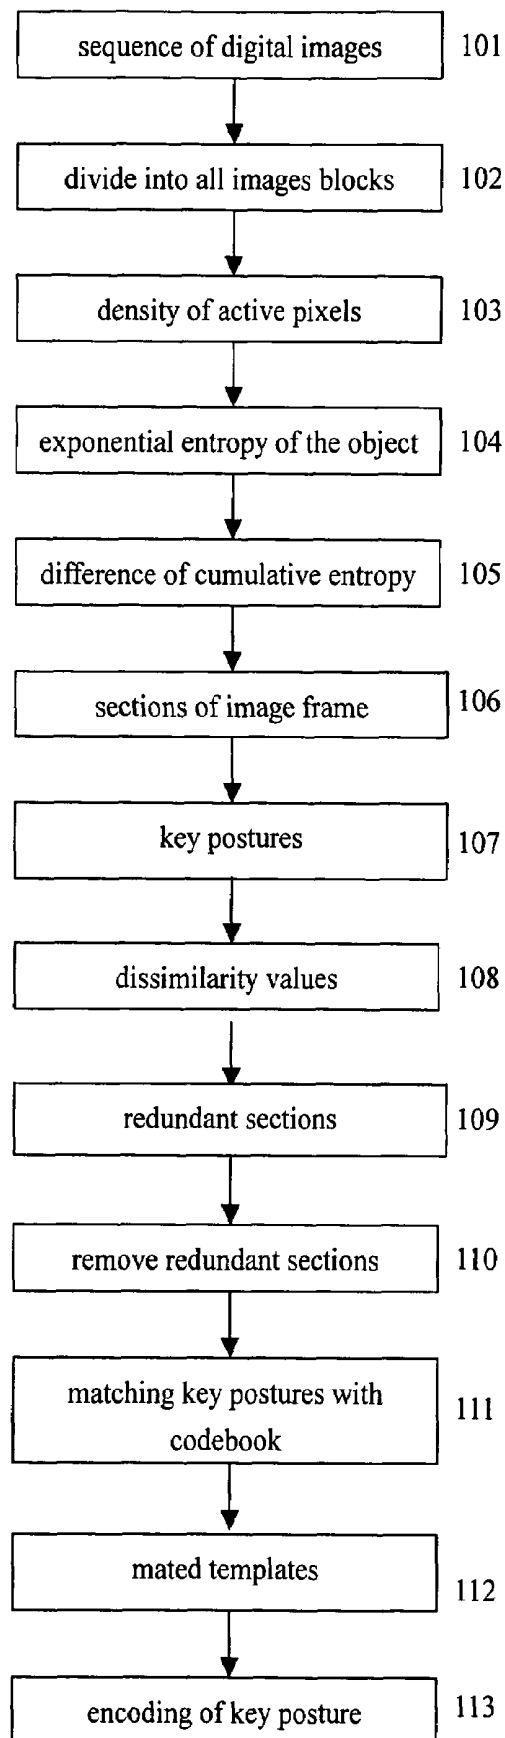 sequence of digital images 101
divide into all images blocks 102
density of active pixels 103
exponential entropy of the object 104
difference of cumulative entropy 105
sections of image frame 106
key postures 107
dissimilarity values 108
redundant sections 109
remove redundant sections 110
matching key postures with 111
codebook
mated templates 112
encoding of key posture 113